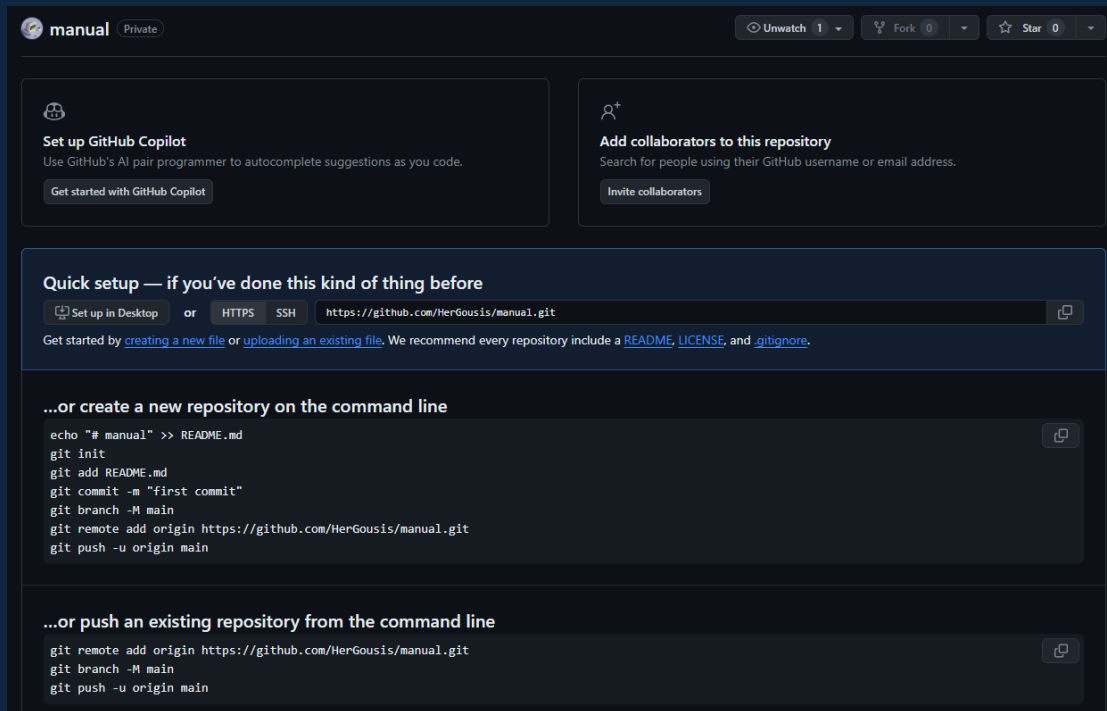 manual Private
Unwatch 1
Fork 0
Star 0
Set up GitHub Copilot
Use GitHub's AI pair programmer to autocomplete suggestions as you code.
Get started with GitHub Copilot
Add collaborators to this repository
Search for people using their GitHub username or email address.
Invite collaborators
Quick setup — if you’ve done this kind of thing before
Set up in Desktop or HTTPS SSH https://github.com/HerGousis/manual.git
Get started by creating a new file or uploading an existing file. We recommend every repository include a README, LICENSE, and .gitignore.
…or create a new repository on the command line
echo "# manual" >> README.md
git init
git add README.md
git commit -m "first commit"
git branch -M main
git remote add origin https://github.com/HerGousis/manual.git
git push -u origin main
…or push an existing repository from the command line
git remote add origin https://github.com/HerGousis/manual.git
git branch -M main
git push -u origin main